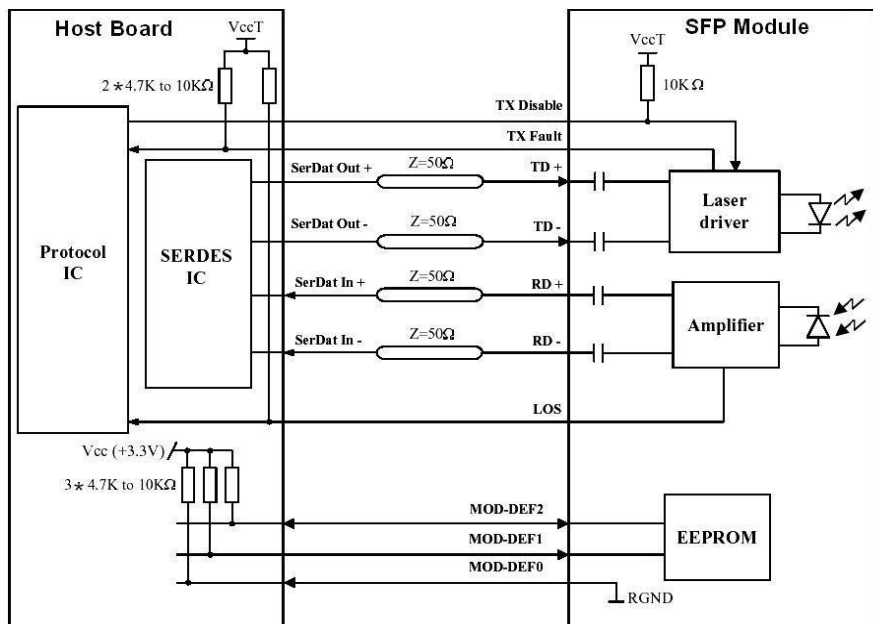 Host Board
SFP Module
VccT
VccT
2*4.7K to 10KΩ
10KΩ
TX Disable
TX Fault
SerDat Out +
Z=50Ω
TD +
Laser
driver
SerDat Out -
Z=50Ω
TD -
Protocol
IC
SERDES
IC
SerDat In +
Z=50Ω
RD +
Amplifier
SerDat In -
Z=50Ω
RD -
LOS
Vcc (+3.3V)
3* 4.7K to 10KΩ
MOD-DEF2
MOD-DEF1
EEPROM
MOD-DEF0
RGND